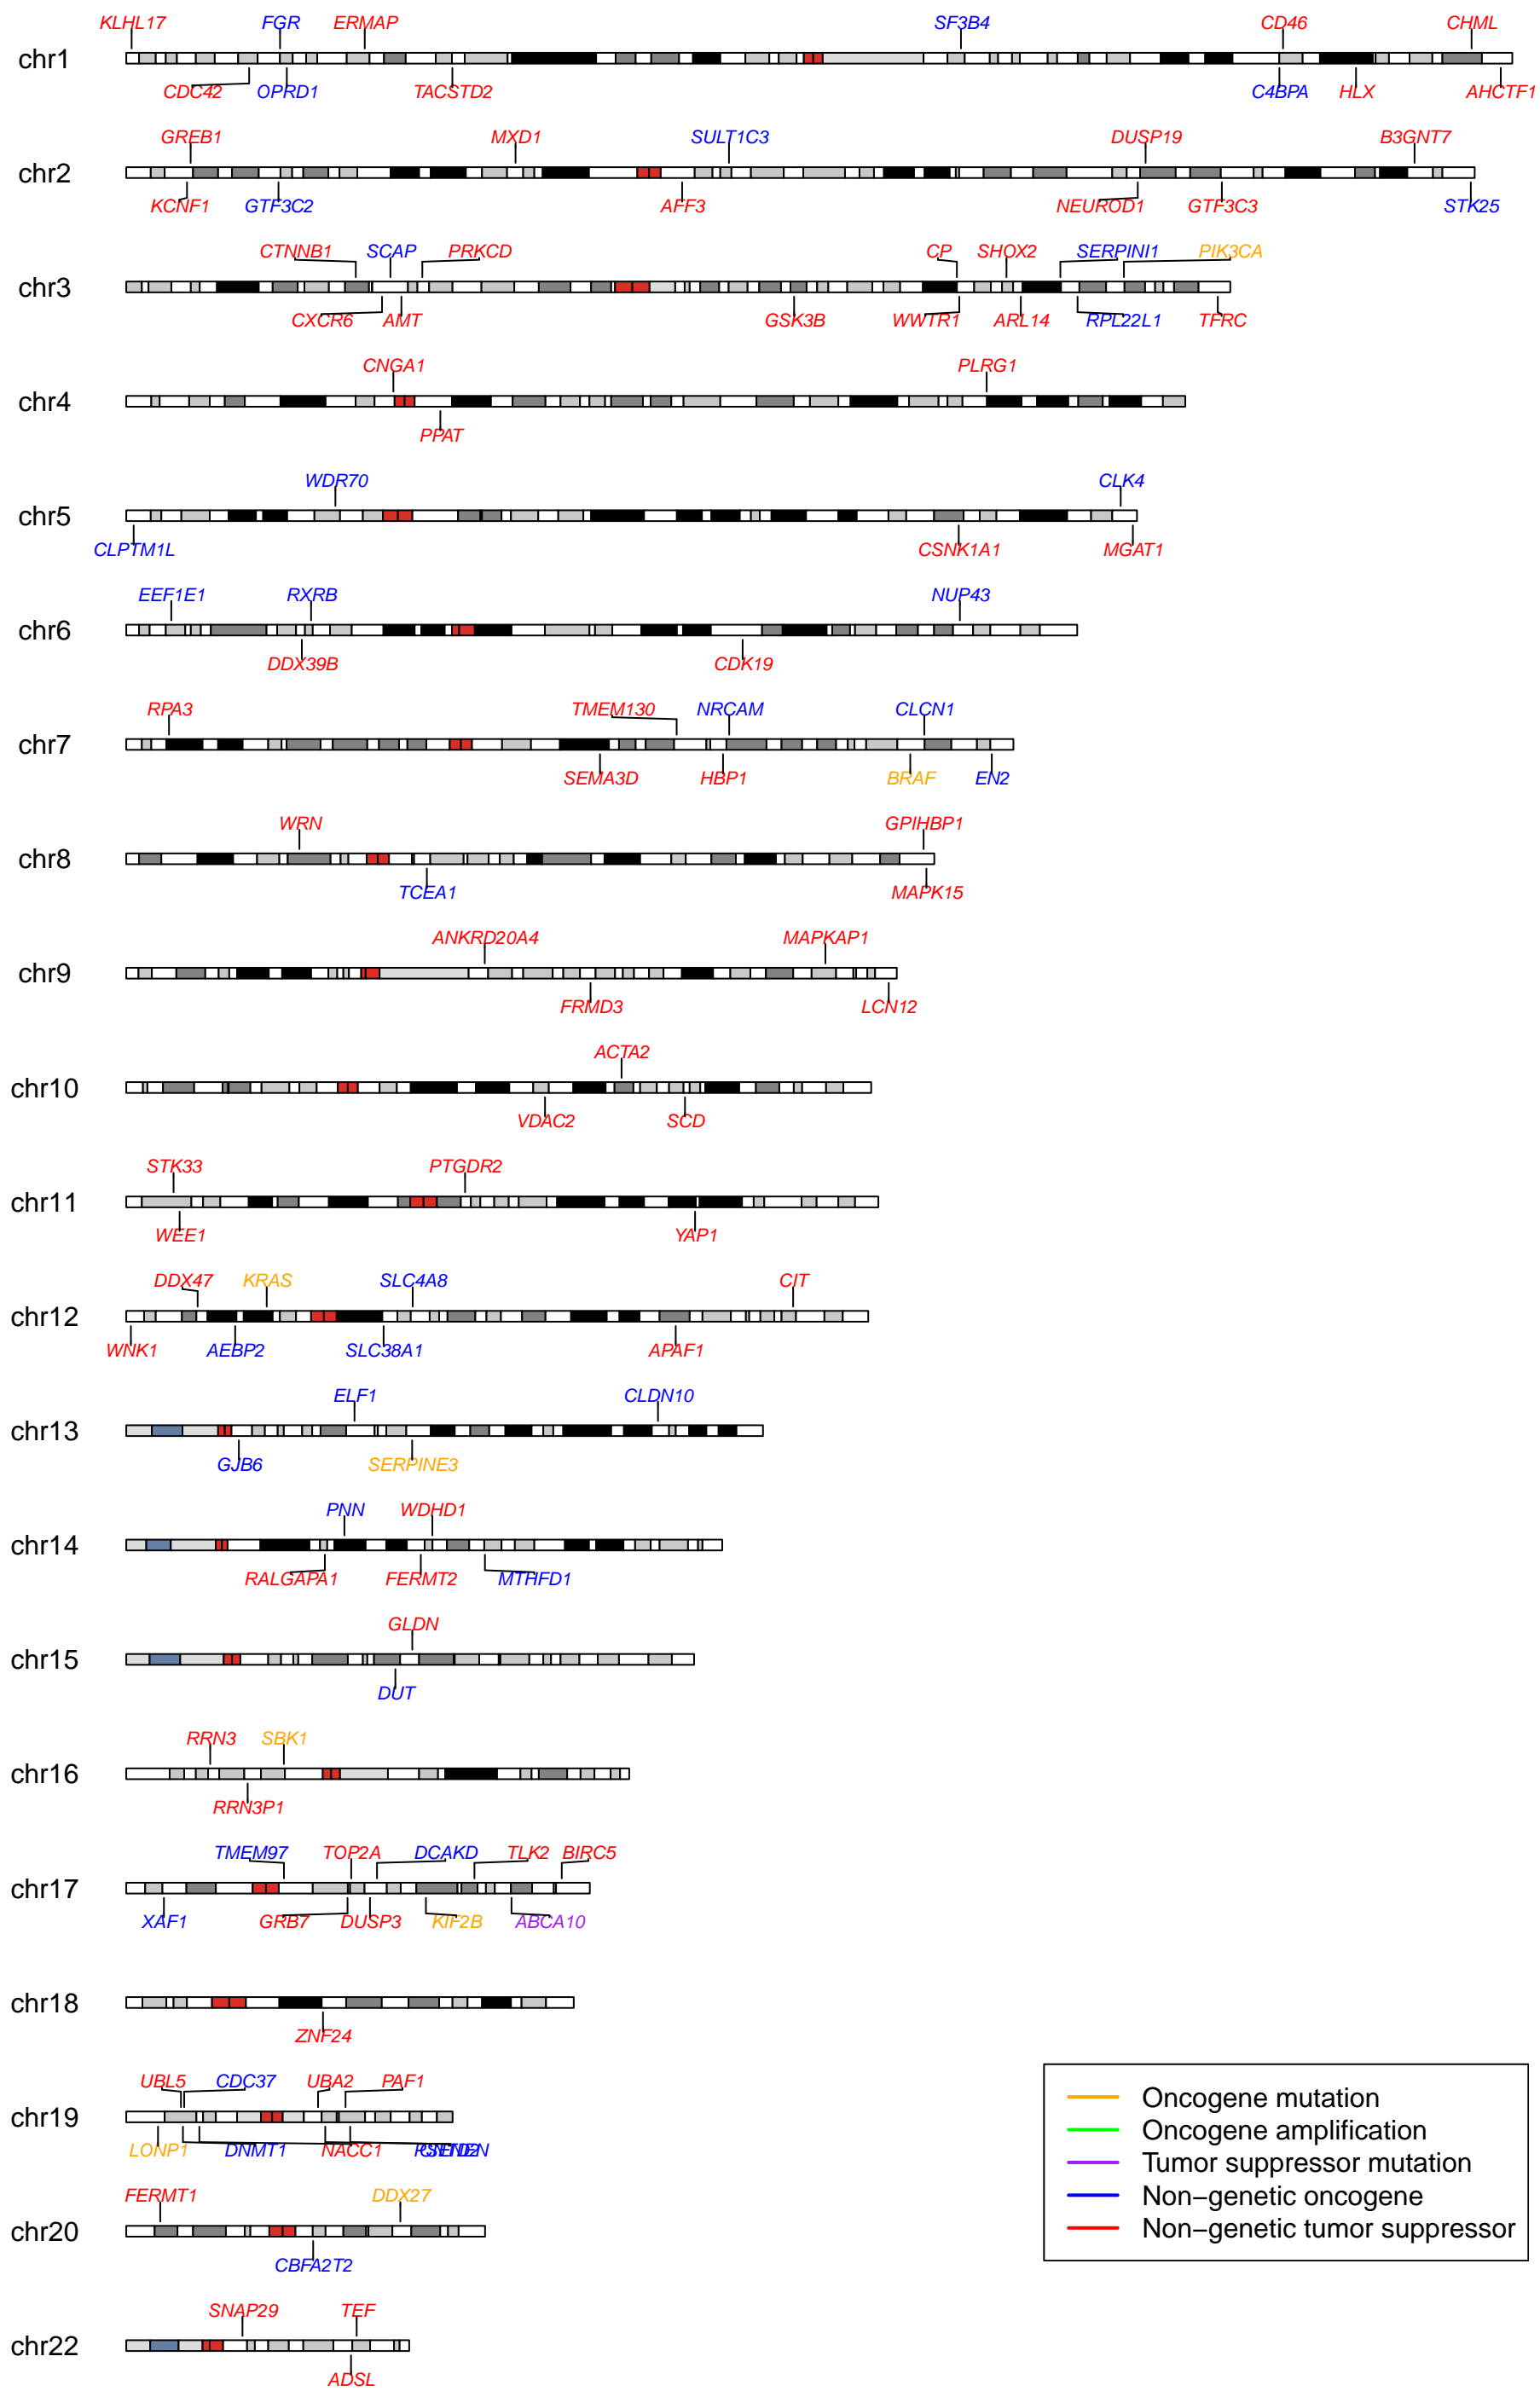 KLHL17 FGR ERMAP SF3B4 CD46 CHML
chr1
CDC42 OPRD1 TACSTD2 C4BPA HLX AHCTF1
GREB1 MXD1 SULT1C3 DUSP19 B3GNT7
chr2
KCNF1 GTF3C2 AFF3 NEUROD1 GTF3C3 STK25
CTNNB1 SCAP PRKCD CP SHOX2 SERPINI1 PIK3CA
chr3
CXCR6 AMT GSK3B WWTR1 ARL14 RPL22L1 TFRC
CNGA1 PLRG1
chr4
PPAT
WDR70 CLK4
chr5
CLPTM1L CSNK1A1 MGAT1
EEF1E1 RXRB NUP43
chr6
DDX39B CDK19
RPA3 TMEM130 NRCAM CLCN1
chr7
SEMA3D HBP1 BRAF EN2
WRN GPIHBP1
chr8
TCEA1 MAPK15
ANKRD20A4 MAPKAP1
chr9
FRMD3 LCN12
ACTA2
chr10
VDAC2 SCD
STK33 PTGDR2
chr11
WEE1 YAP1
DDX47 KRAS SLC4A8 CIT
chr12
WNK1 AEBP2 SLC38A1 APAF1
ELF1 CLDN10
chr13
GJB6 SERPINE3
PNN WDHD1
chr14
RALGAPA1 FERMT2 MTHFD1
GLDN
chr15
DUT
RRN3 SBK1
chr16
RRN3P1
TMEM97 TOP2A DCAKD TLK2 BIRC5
chr17
XAF1 GRB7 DUSP3 KIF2B ABCA10
chr18
ZNF24
UBL5 CDC37 UBA2 PAF1
chr19
LONP1 DNMT1 NACC1
FERMT1 DDX27
chr20
CBFA2T2
SNAP29 TEF
chr22
ADSL
Oncogene mutation
Oncogene amplification
Tumor suppressor mutation
Non−genetic oncogene
Non−genetic tumor suppressor